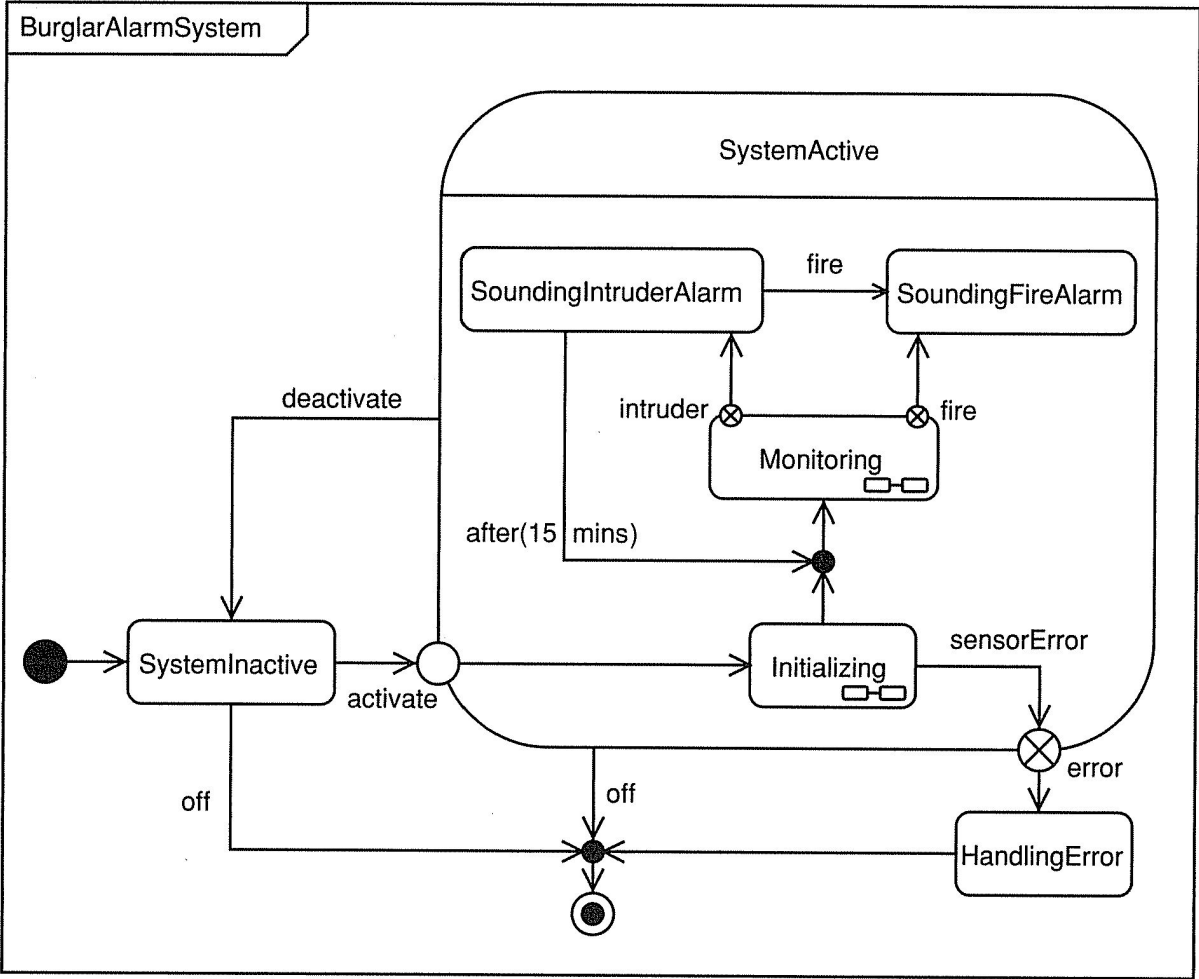 BurglarAlarmSystem
SystemActive
SoundingIntruderAlarm
fire
SoundingFireAlarm
deactivate
intruder
fire
Monitoring
after(15 mins)
SystemInactive
activate
Initializing
sensorError
error
off
off
HandlingError